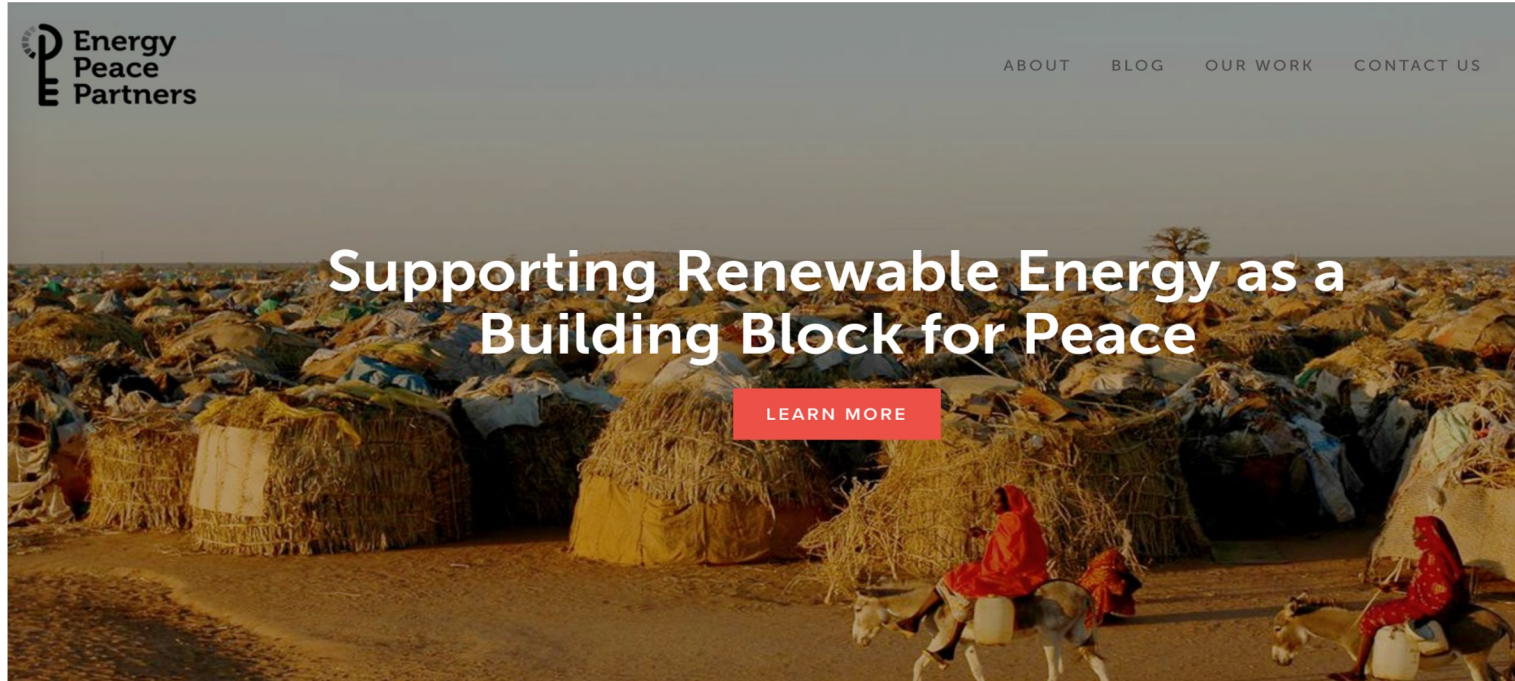 Energy
Peace
Partners
ABOUT BLOG OUR WORK CONTACT US
Supporting Renewable Energy as a
Building Block for Peace
LEARN MORE